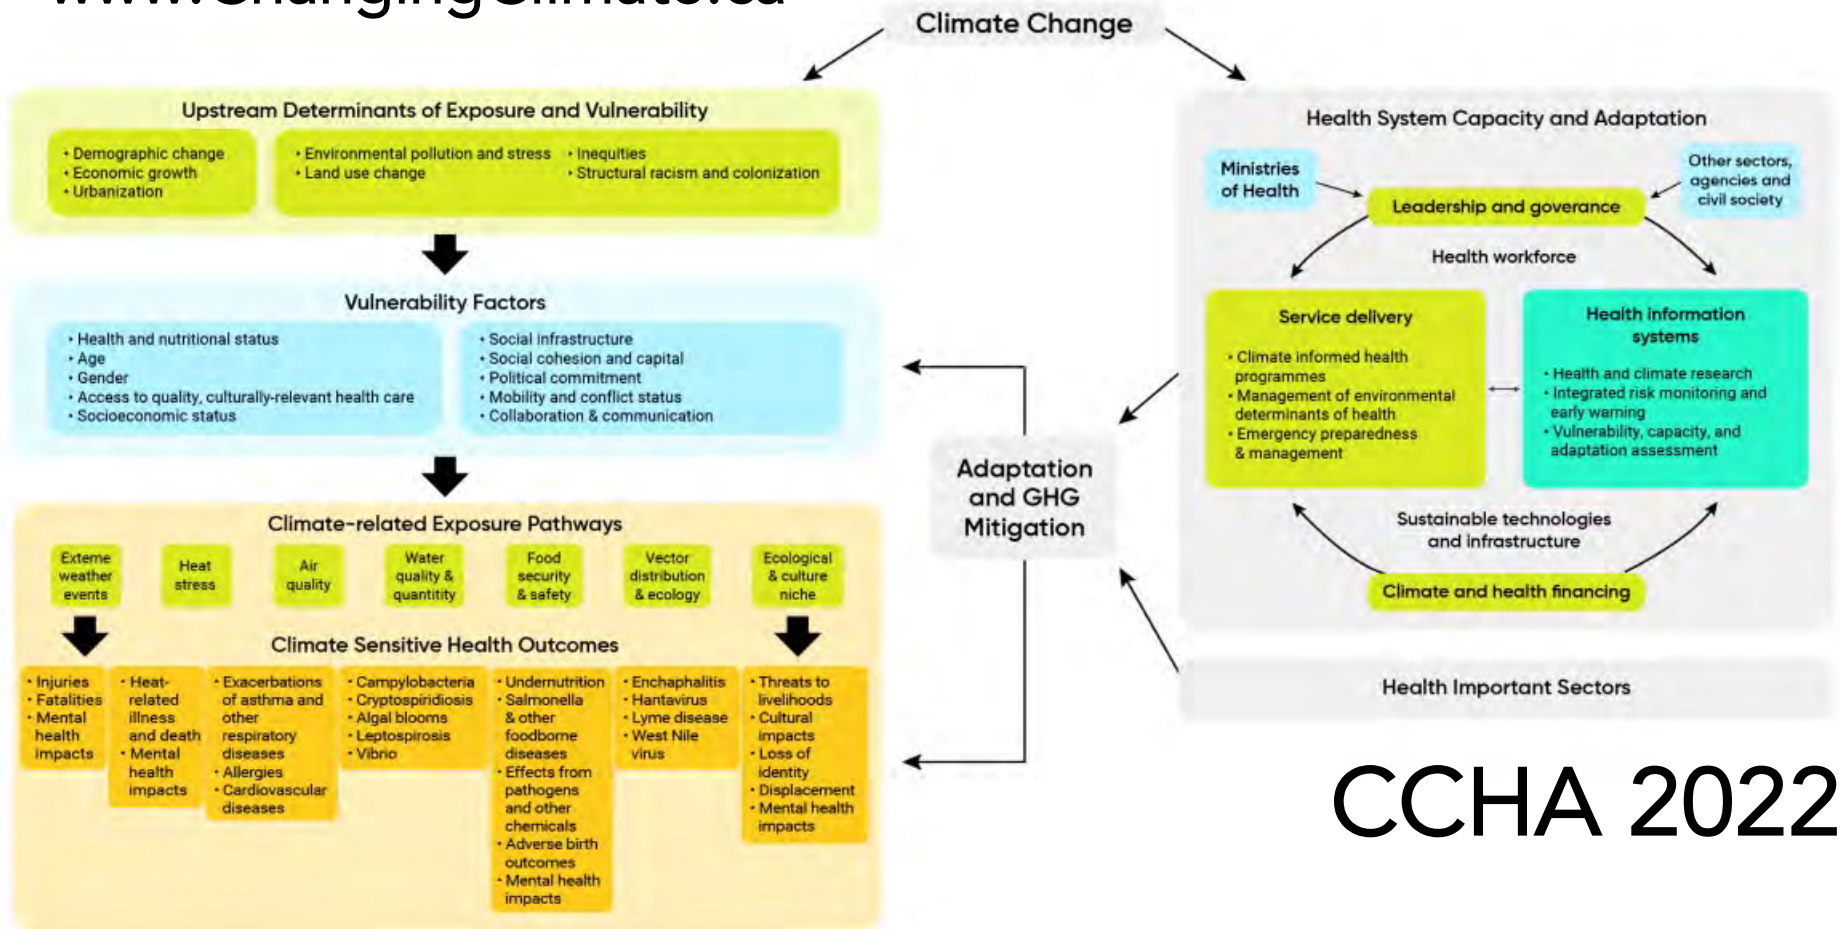 www.ChangingClimate.ca
Climate Change
Upstream Determinants of Exposure and Vulnerability
• Demographic change
• Economic growth
• Urbanization
• Environmental pollution and stress
• Land use change
• Inequities
• Structural racism and colonization
Vulnerability Factors
• Health and nutritional status
• Age
• Gender
• Access to quality, culturally-relevant health care
• Socioeconomic status
• Social infrastructure
• Social cohesion and capital
• Political commitment
• Mobility and conflict status
• Collaboration & communication
Climate-related Exposure Pathways
Exteme
weather
events
Heat
stress
Air
quality
Water
quality &
quantitity
Food
security
& safety
Vector
distribution
& ecology
Ecological
& culture
niche
Climate Sensitive Health Outcomes
• Injuries
• Fatalities
• Mental
health
impacts
• Heat-
related
illness
and death
• Mental
health
impacts
• Exacerbations
of asthma and
other
respiratory
diseases
• Allergies
• Cardiovascular
diseases
• Campylobacteria
• Cryptospiridiosis
• Algal blooms
• Leptospirosis
• Vibrio
• Undernutrition
• Salmonella
& other
foodborne
diseases
• Effects from
pathogens
and other
chemicals
• Adverse birth
outcomes
• Mental health
impacts
• Enchaphalitis
• Hantavirus
• Lyme disease
• West Nile
virus
• Threats to
livelihoods
• Cultural
impacts
• Loss of
identity
• Displacement
• Mental health
impacts
Adaptation
and GHG
Mitigation
Health System Capacity and Adaptation
Ministries
of Health
Other sectors,
agencies and
civil society
Leadership and goverance
Health workforce
Service delivery
• Climate informed health
programmes
• Management of environmental
determinants of health
• Emergency preparedness
& management
Health information
systems
• Health and climate research
• Integrated risk monitoring and
early warning
• Vulnerability, capacity, and
adaptation assessment
Sustainable technologies
and infrastructure
Climate and health financing
Health Important Sectors
CCHA 2022